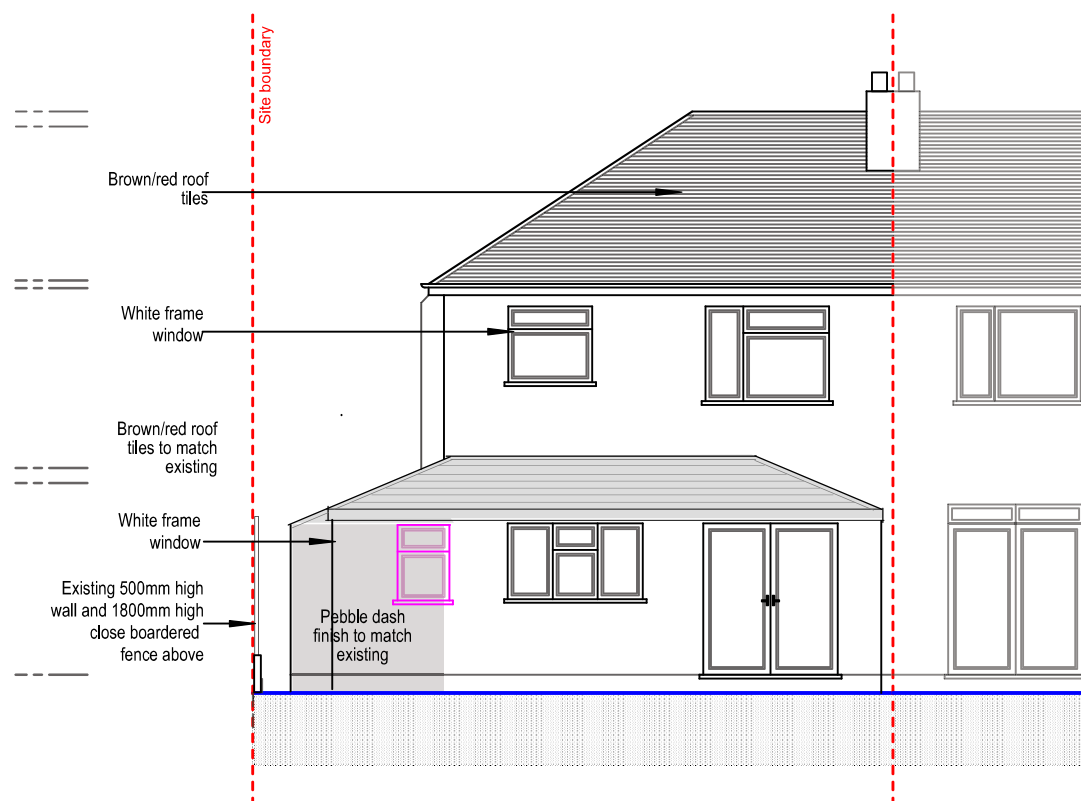 Site boundary
Brown/red roof
tiles
White frame
window
Brown/red roof
tiles to match
existing
White frame
window
Existing 500mm high
wall and 1800mm high
close boardered
fence above
Pebble dash
finish to match
existing